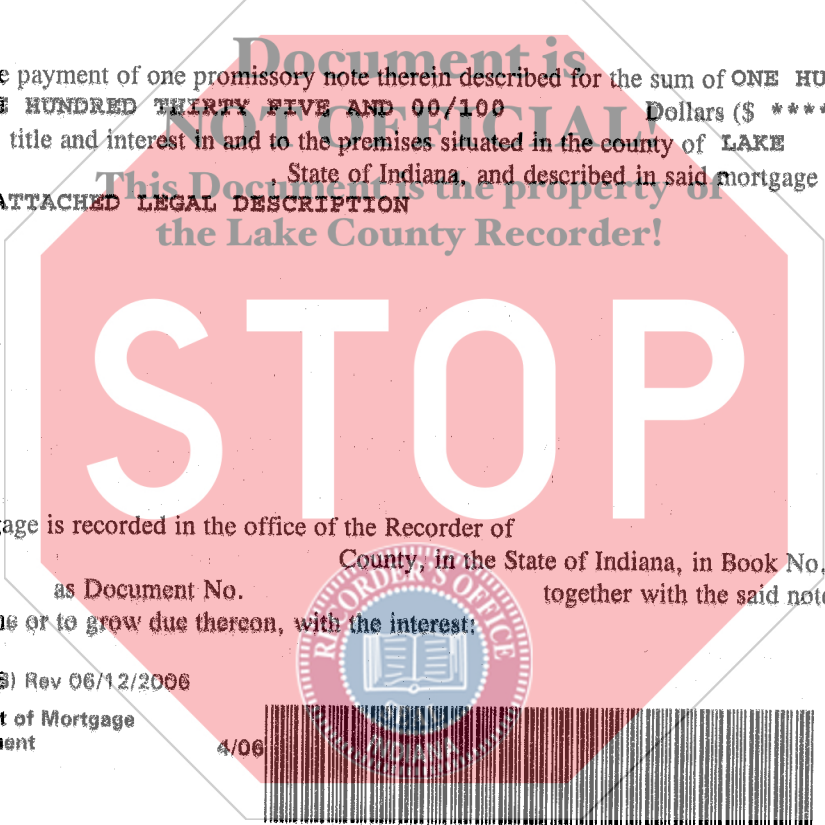 Document is
e payment of one promissory note therein described for the sum of ONE HU
HUNDRED THIRTY FIVE AND 00/100 Dollars ($ ****
NOT OFFICIAL!
title and interest in and to the premises situated in the county of LAKE
, State of Indiana, and described in said mortgage
This Document is the property of
ATTACHED LEGAL DESCRIPTION
the Lake County Recorder!
STOP
age is recorded in the office of the Recorder of
County, in the State of Indiana, in Book No.
as Document No. together with the said note
or to grow due thereon, with the interest;
RECORDER'S OFFICE
INDIANA
) Rev 06/12/2006
t of Mortgage
ent 4/06